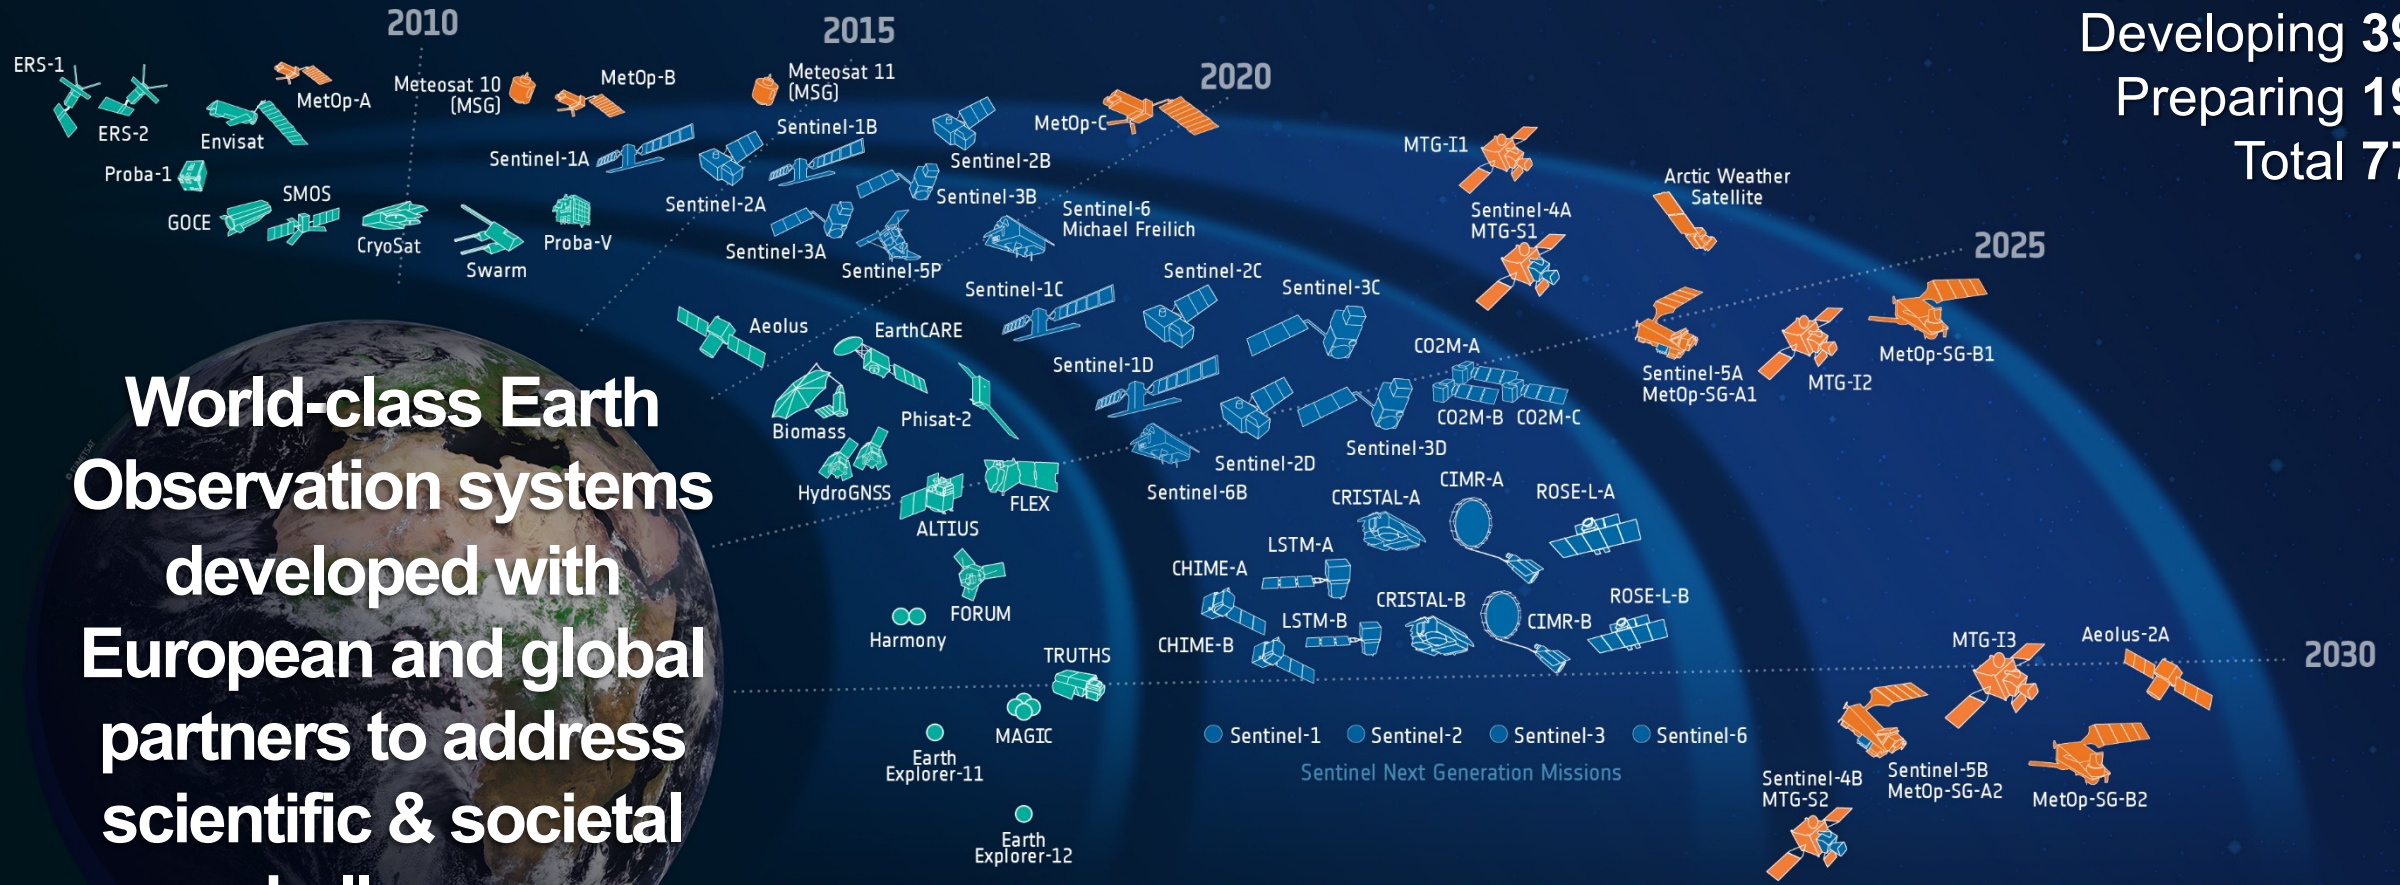 2010
2015
2020
2025
2030
Developing 39
Preparing 19
Total 77
ERS-1
ERS-2
MetOp-A
Envisat
Proba-1
GOCE
SMOS
CryoSat
Swarm
Proba-V
Meteosat 10
(MSG)
MetOp-B
Meteosat 11
(MSG)
Sentinel-1A
Sentinel-1B
Sentinel-2A
Sentinel-2B
Sentinel-3A
Sentinel-3B
Sentinel-5P
MetOp-C
Sentinel-6
Michael Freilich
MTG-I1
Sentinel-4A
MTG-S1
Arctic Weather
Satellite
Sentinel-1C
Sentinel-2C
Sentinel-3C
Aeolus
EarthCARE
Biomass
Phisat-2
HydroGNSS
ALTIUS
FLEX
Sentinel-1D
Sentinel-2D
Sentinel-3D
Sentinel-6B
CO2M-A
CO2M-B
CO2M-C
Sentinel-5A
MetOp-SG-A1
MTG-I2
MetOp-SG-B1
CRISTAL-A
CIMR-A
ROSE-L-A
LSTM-A
CHIME-A
CRISTAL-B
ROSE-L-B
LSTM-B
CIMR-B
CHIME-B
FORUM
Harmony
TRUTHS
MAGIC
Earth
Explorer-11
Earth
Explorer-12
Sentinel-1
Sentinel-2
Sentinel-3
Sentinel-6
Sentinel Next Generation Missions
MTG-I3
Aeolus-2A
Sentinel-4B
MTG-S2
Sentinel-5B
MetOp-SG-A2
MetOp-SG-B2
World-class Earth
Observation systems
developed with
European and global
partners to address
scientific & societal